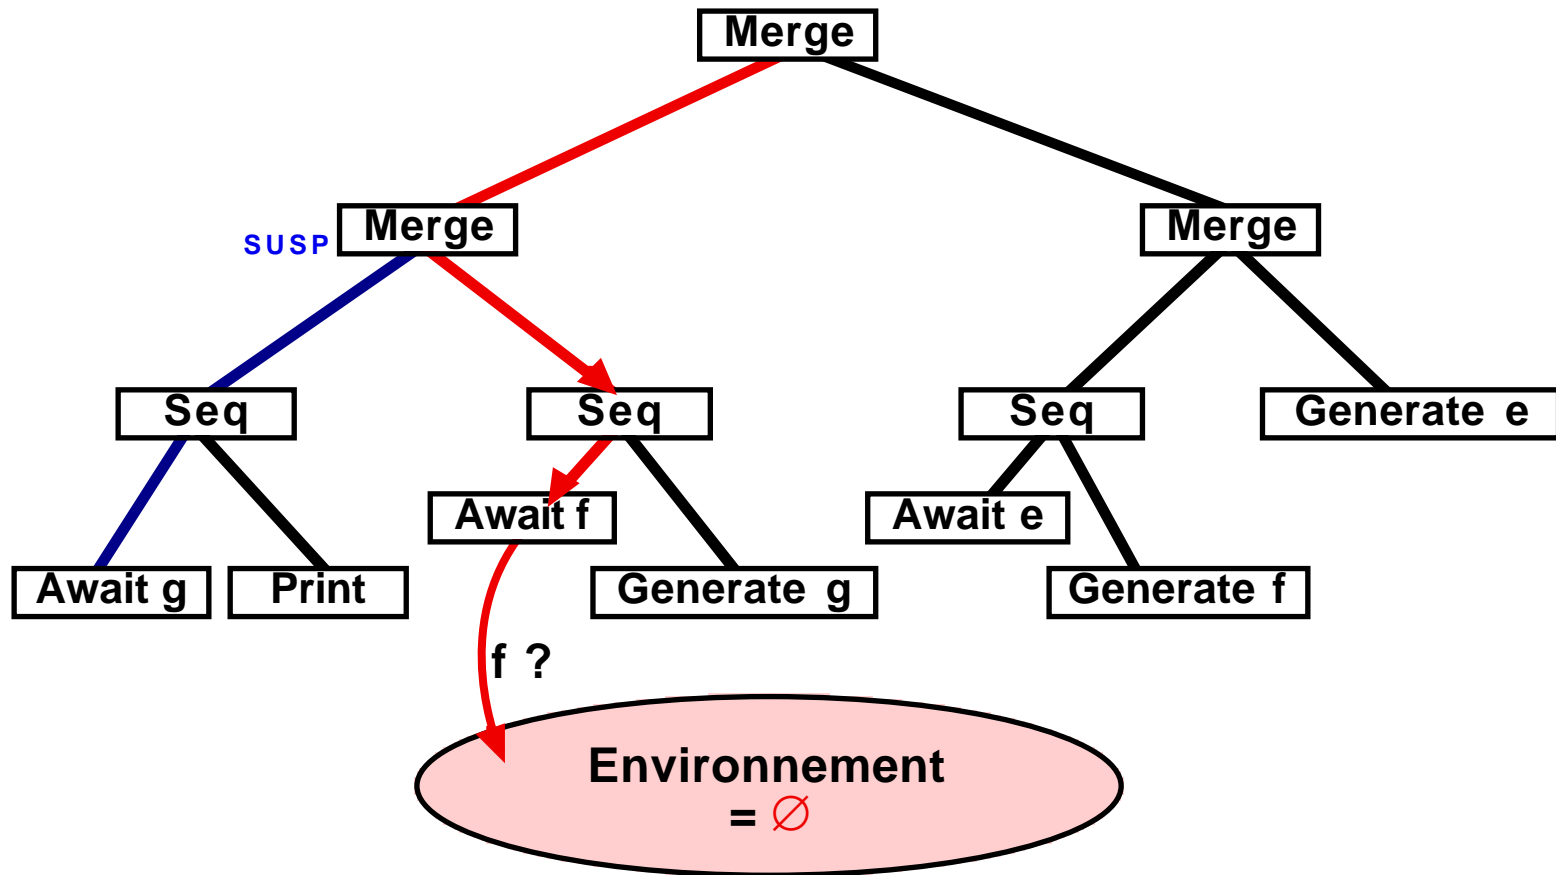 Merge
SUSP
Merge
Merge
Seq
Seq
Seq
Generate e
Await f
Await e
Await g
Print
Generate g
Generate f
f ?
Environnement
= ∅